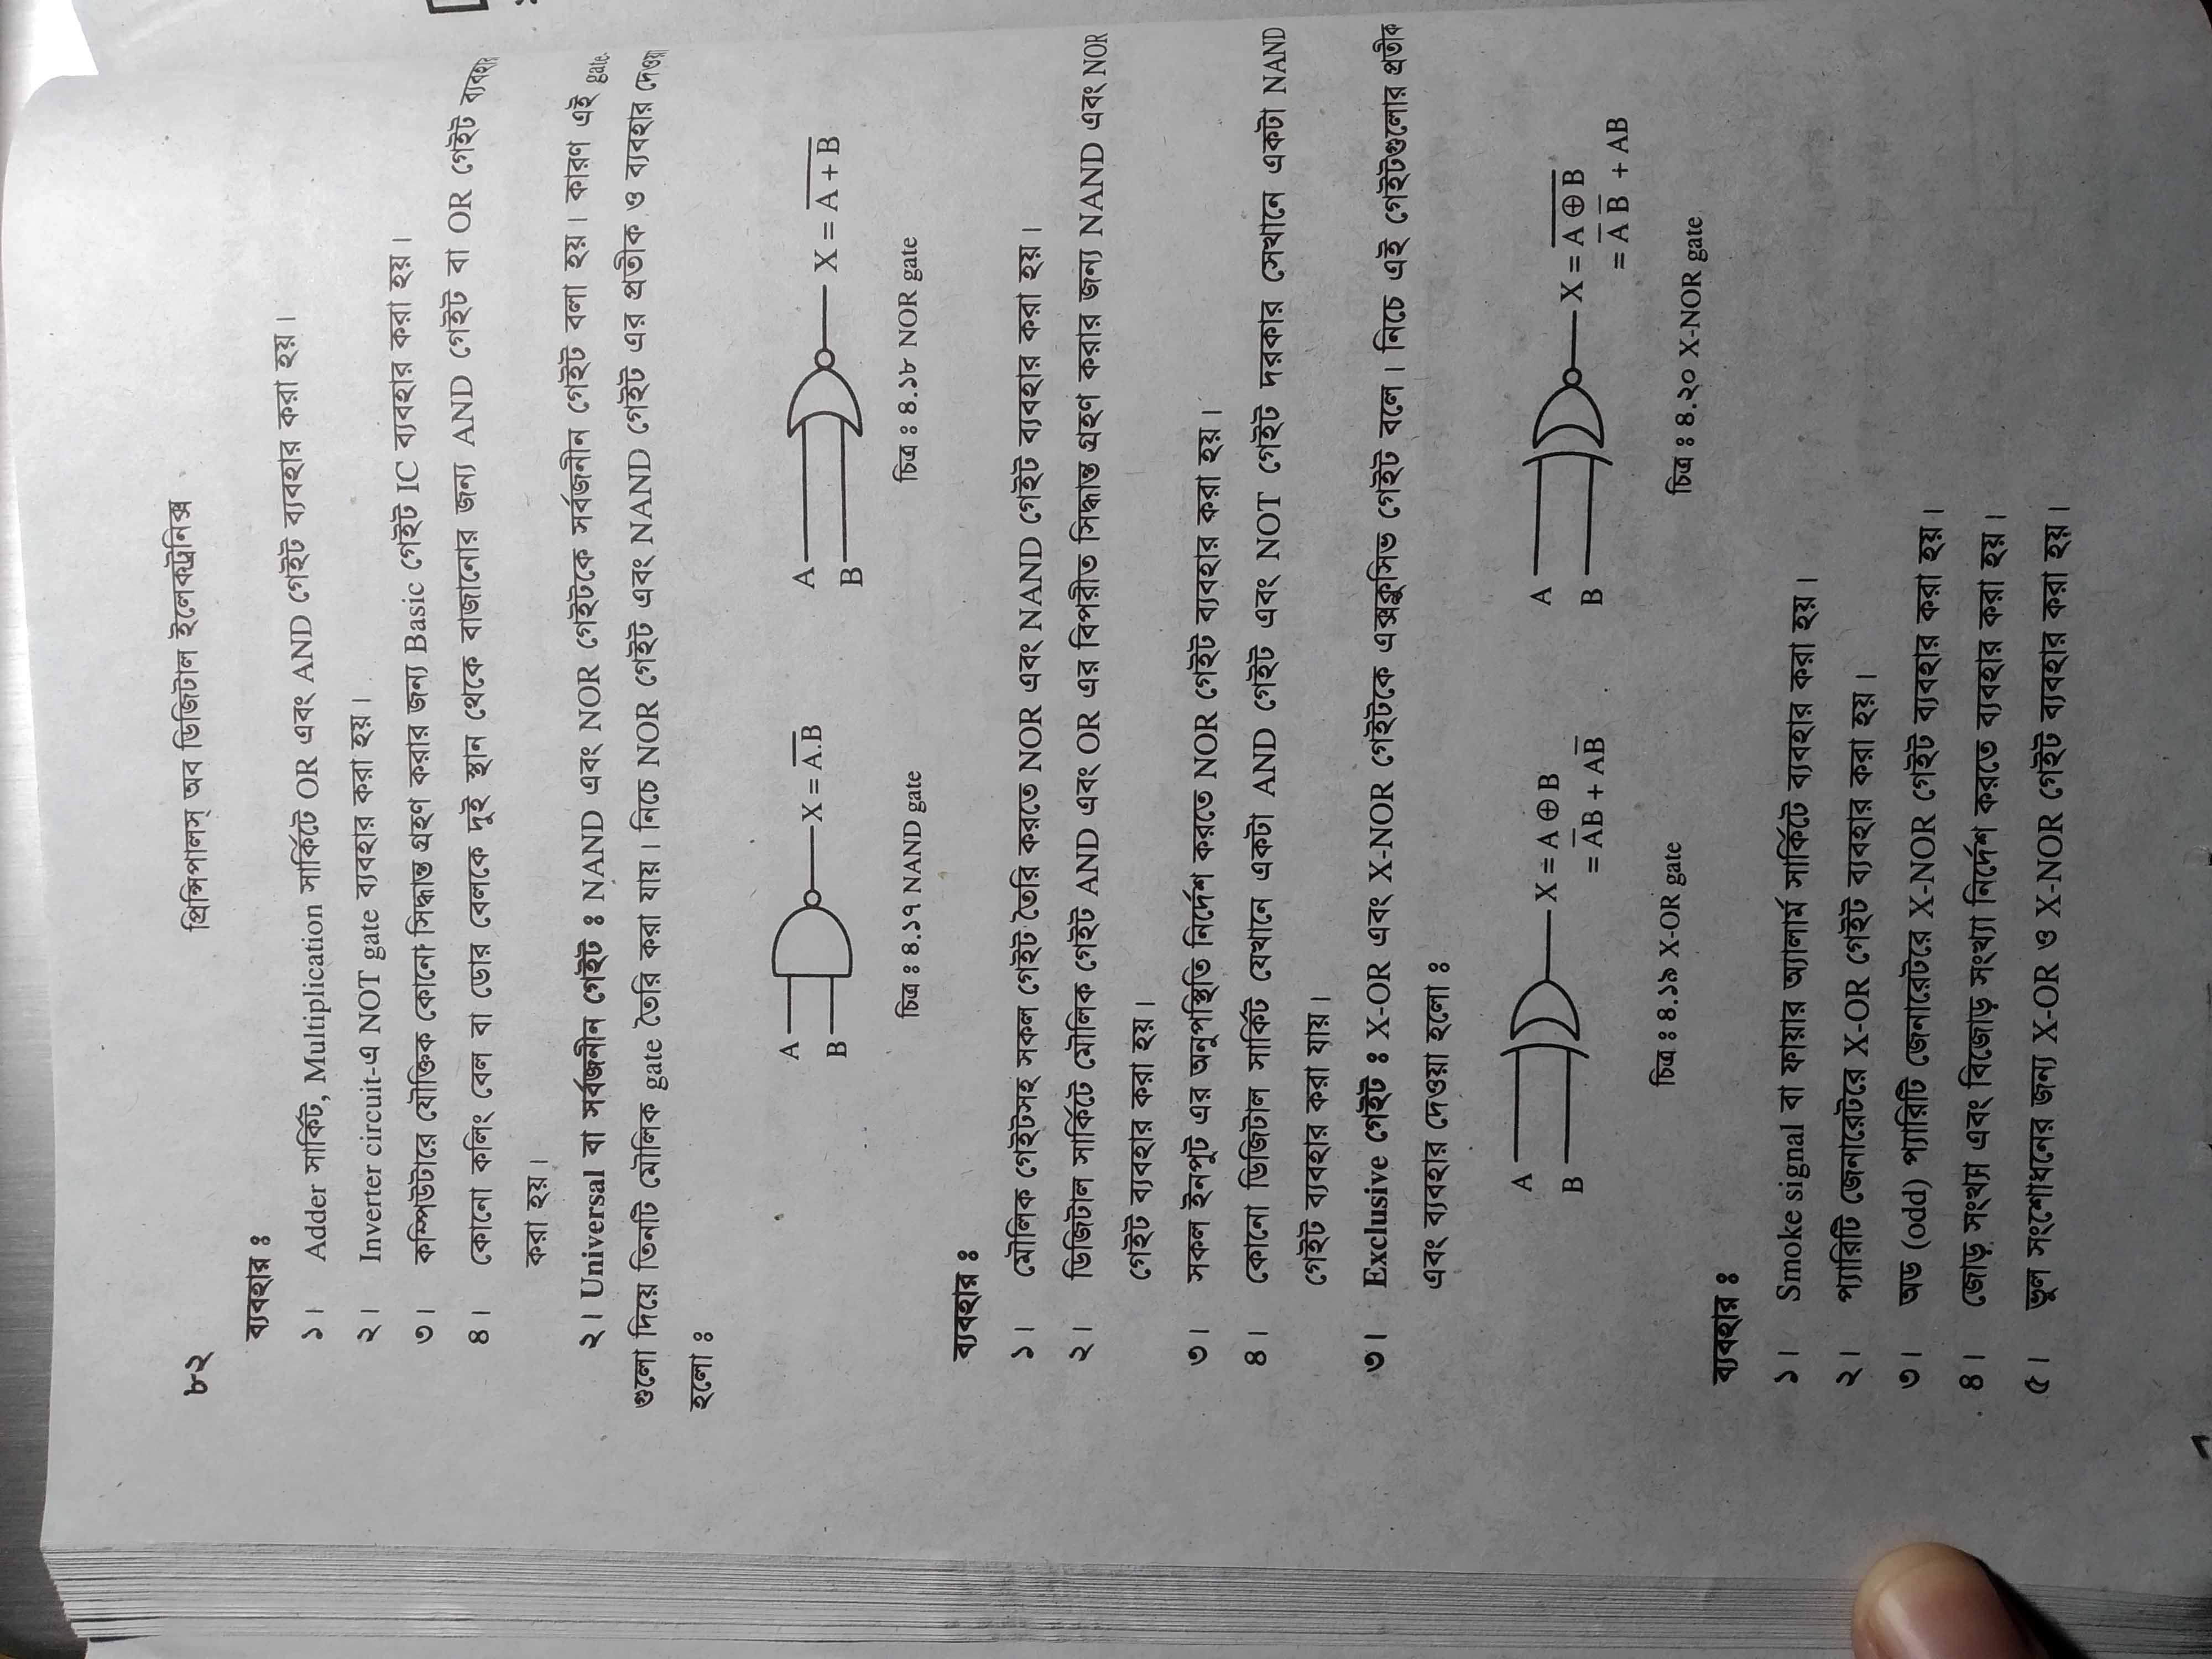 ৮২ প্রিন্সিপালস্ অব ডিজিটাল ইলেকট্রনিক্স
ব্যবহার ঃ
১। Adder সার্কিট, Multiplication সার্কিটে OR এবং AND গেইট ব্যবহার করা হয়।
২। Inverter circuit-এ NOT gate ব্যবহার করা হয়।
৩। কম্পিউটারে যৌক্তিক কোনো সিদ্ধান্ত গ্রহণ করার জন্য Basic গেইট IC ব্যবহার করা হয়।
৪। কোনো কলিং বেল বা ডোর বেলকে দুই স্থান থেকে বাজানোর জন্য AND গেইট বা OR গেইট ব্যবহার
করা হয়।
২। Universal বা সর্বজনীন গেইট ঃ NAND এবং NOR গেইটকে সর্বজনীন গেইট বলা হয়। কারণ এই gate-
গুলো দিয়ে তিনটি মৌলিক gate তৈরি করা যায়। নিচে NOR গেইট এবং NAND গেইট এর প্রতীক ও ব্যবহার দেওয়া
হলো ঃ
A
B
X = A̅.̅B̅
A
B
X = A̅ ̅+̅ ̅B̅
চিত্র ঃ ৪.১৭ NAND gate
চিত্র ঃ ৪.১৮ NOR gate
ব্যবহার ঃ
১। মৌলিক গেইটসহ সকল গেইট তৈরি করতে NOR এবং NAND গেইট ব্যবহার করা হয়।
২। ডিজিটাল সার্কিটে মৌলিক গেইট AND এবং OR এর বিপরীত সিদ্ধান্ত গ্রহণ করার জন্য NAND এবং NOR
গেইট ব্যবহার করা হয়।
৩। সকল ইনপুট এর অনুপস্থিতি নির্দেশ করতে NOR গেইট ব্যবহার করা হয়।
৪। কোনো ডিজিটাল সার্কিট যেখানে একটা AND গেইট এবং NOT গেইট দরকার সেখানে একটা NAND
গেইট ব্যবহার করা যায়।
৩। Exclusive গেইট ঃ X-OR এবং X-NOR গেইটকে এক্সক্লুসিভ গেইট বলে। নিচে এই গেইটগুলোর প্রতীক
এবং ব্যবহার দেওয়া হলো ঃ
A
B
X = A ⊕ B
= A̅B + AB̅
A
B
X = A̅ ̅⊕̅ ̅B̅
= A̅ B̅ + AB
চিত্র ঃ ৪.১৯ X-OR gate
চিত্র ঃ ৪.২০ X-NOR gate
ব্যবহার ঃ
১। Smoke signal বা ফায়ার অ্যালার্ম সার্কিটে ব্যবহার করা হয়।
২। প্যারিটি জেনারেটরে X-OR গেইট ব্যবহার করা হয়।
৩। অড (odd) প্যারিটি জেনারেটরে X-NOR গেইট ব্যবহার করা হয়।
৪। জোড় সংখ্যা এবং বিজোড় সংখ্যা নির্দেশ করতে ব্যবহার করা হয়।
৫। ভুল সংশোধনের জন্য X-OR ও X-NOR গেইট ব্যবহার করা হয়।